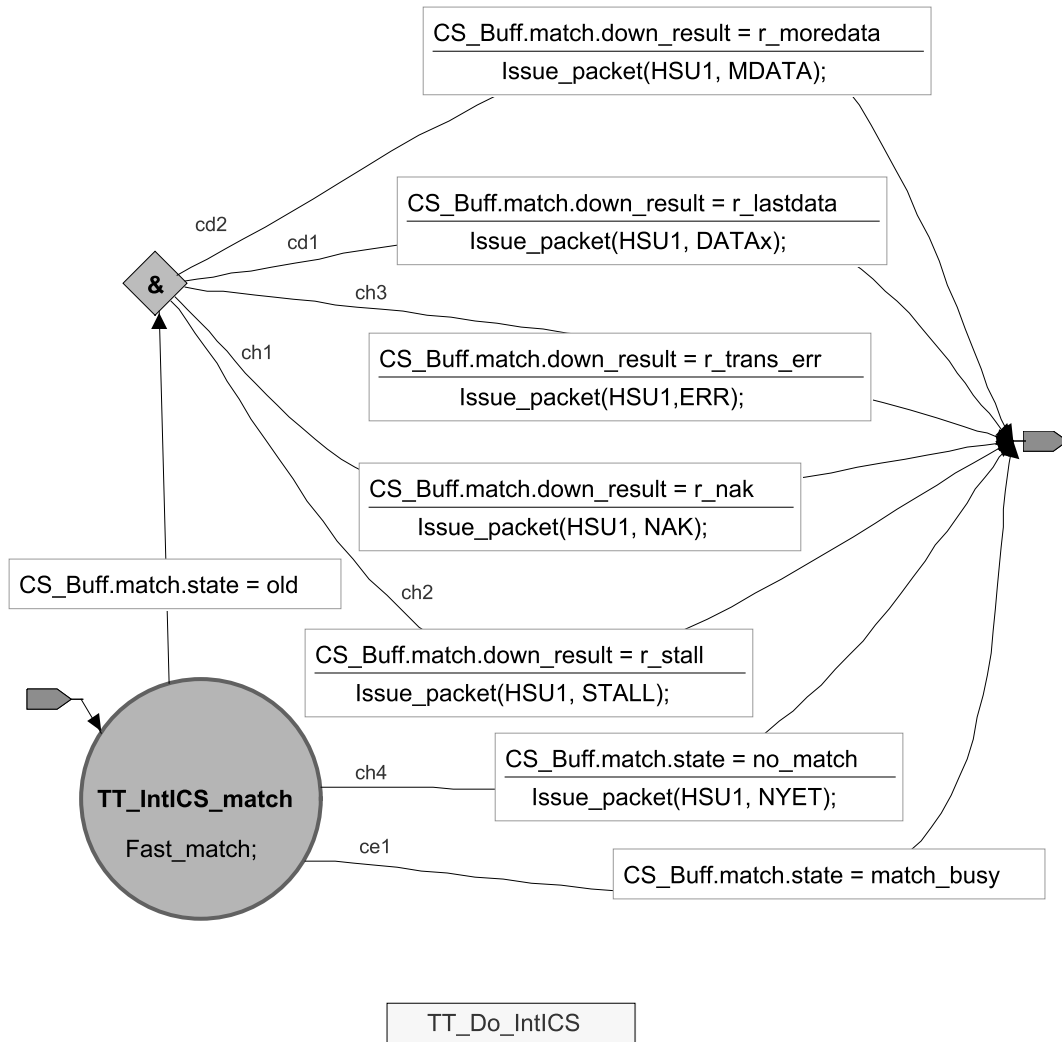 CS_Buff.match.down_result = r_moredata
Issue_packet(HSU1, MDATA);
cd2
CS_Buff.match.down_result = r_lastdata
cd1
Issue_packet(HSU1, DATAx);
&
ch3
ch1
CS_Buff.match.down_result = r_trans_err
Issue_packet(HSU1,ERR);
CS_Buff.match.down_result = r_nak
Issue_packet(HSU1, NAK);
CS_Buff.match.state = old
ch2
CS_Buff.match.down_result = r_stall
Issue_packet(HSU1, STALL);
CS_Buff.match.state = no_match
ch4
Issue_packet(HSU1, NYET);
TT_IntICS_match
Fast_match;
ce1
CS_Buff.match.state = match_busy
TT_Do_IntICS